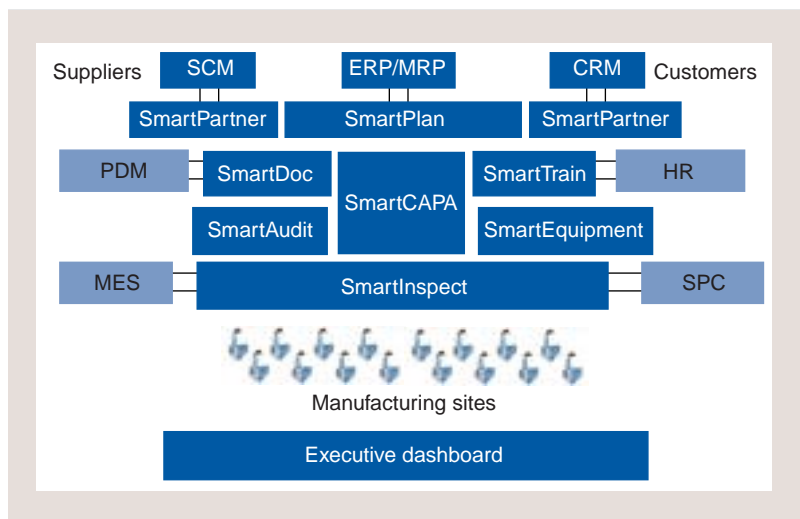 Suppliers
SCM
ERP/MRP
CRM
Customers
SmartPartner
SmartPlan
SmartPartner
PDM
SmartDoc
SmartCAPA
SmartTrain
HR
SmartAudit
SmartEquipment
MES
SmartInspect
SPC
Manufacturing sites
Executive dashboard